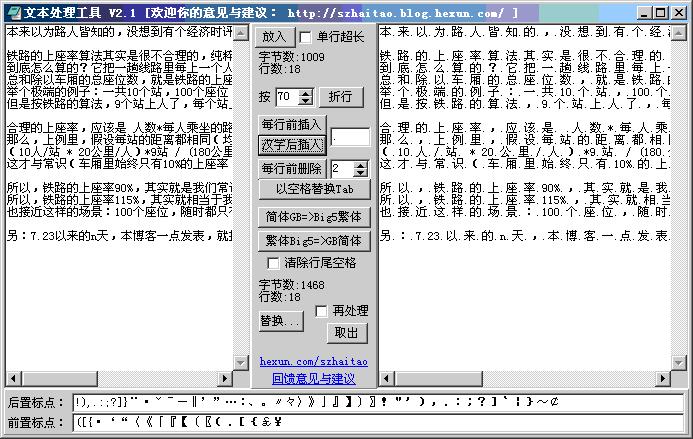 文本处理工具 V2.1 [欢迎你的意见与建议: http://szhaitao.blog.hexun.com/ ]
本来以为路人皆知的，没想到有个经济时评
铁路的上座率算法其实是很不合理的，纯粹
到底怎么算的？它把一趟线路里每上一个人
总和除以车厢的总座位数，就是铁路的上座
举个极端的例子：一共10个站，100个座位
但是按铁路的算法，9个站上人了，每个站上
合理的上座率，应该是 人数*每人乘坐的路
那么，上例里，假设每站的距离都相同(均
(10人/站 * 20公里/人)*9站 / (180公里
这才与常识(车厢里始终只有10%的上座率
所以，铁路的上座率90%，其实就是我们常
所以，铁路的上座率115%，其实就相当于我
也接近这样的场景：100个座位，随时都只
另：7.23以来的n天，本博客一点发表，就
放入
单行超长
字节数:1009
行数:18
按 70 折行
每行前插入
汉字后插入
每行前删除 2
以空格替换Tab
简体GB=>Big5繁体
繁体Big5=>GB简体
清除行尾空格
字节数:1468
行数:18
再处理
替换...
取出
hexun.com/szhaitao
回馈意见与建议
本.来.以.为.路.人.皆.知.的.，.没.想.到.有.个.经.
铁.路.的.上.座.率.算.法.其.实.是.很.不.合.理.的.
到.底.怎.么.算.的.？.它.把.一.趟.线.路.里.每.上.
总.和.除.以.车.厢.的.总.座.位.数.，.就.是.铁.路.
举.个.极.端.的.例.子.：.一.共.10.个.站.，.100.个.
但.是.按.铁.路.的.算.法.，.9.个.站.上.人.了.，.每.
合.理.的.上.座.率.，.应.该.是. 人.数.*.每.人.乘.
那.么.，.上.例.里.，.假.设.每.站.的.距.离.都.相.
(.10.人./.站. *. 20.公.里./.人.).*9.站. /. (180.
这.才.与.常.识.(.车.厢.里.始.终.只.有.10%.的.上.
所.以.，.铁.路.的.上.座.率.90%.，.其.实.就.是.我.
所.以.，.铁.路.的.上.座.率.115%.，.其.实.就.相.当
也.接.近.这.样.的.场.景.：.100.个.座.位.，.随.时.
另.：.7.23.以.来.的.n.天.，.本.博.客.一.点.发.表.
后置标点:
前置标点: